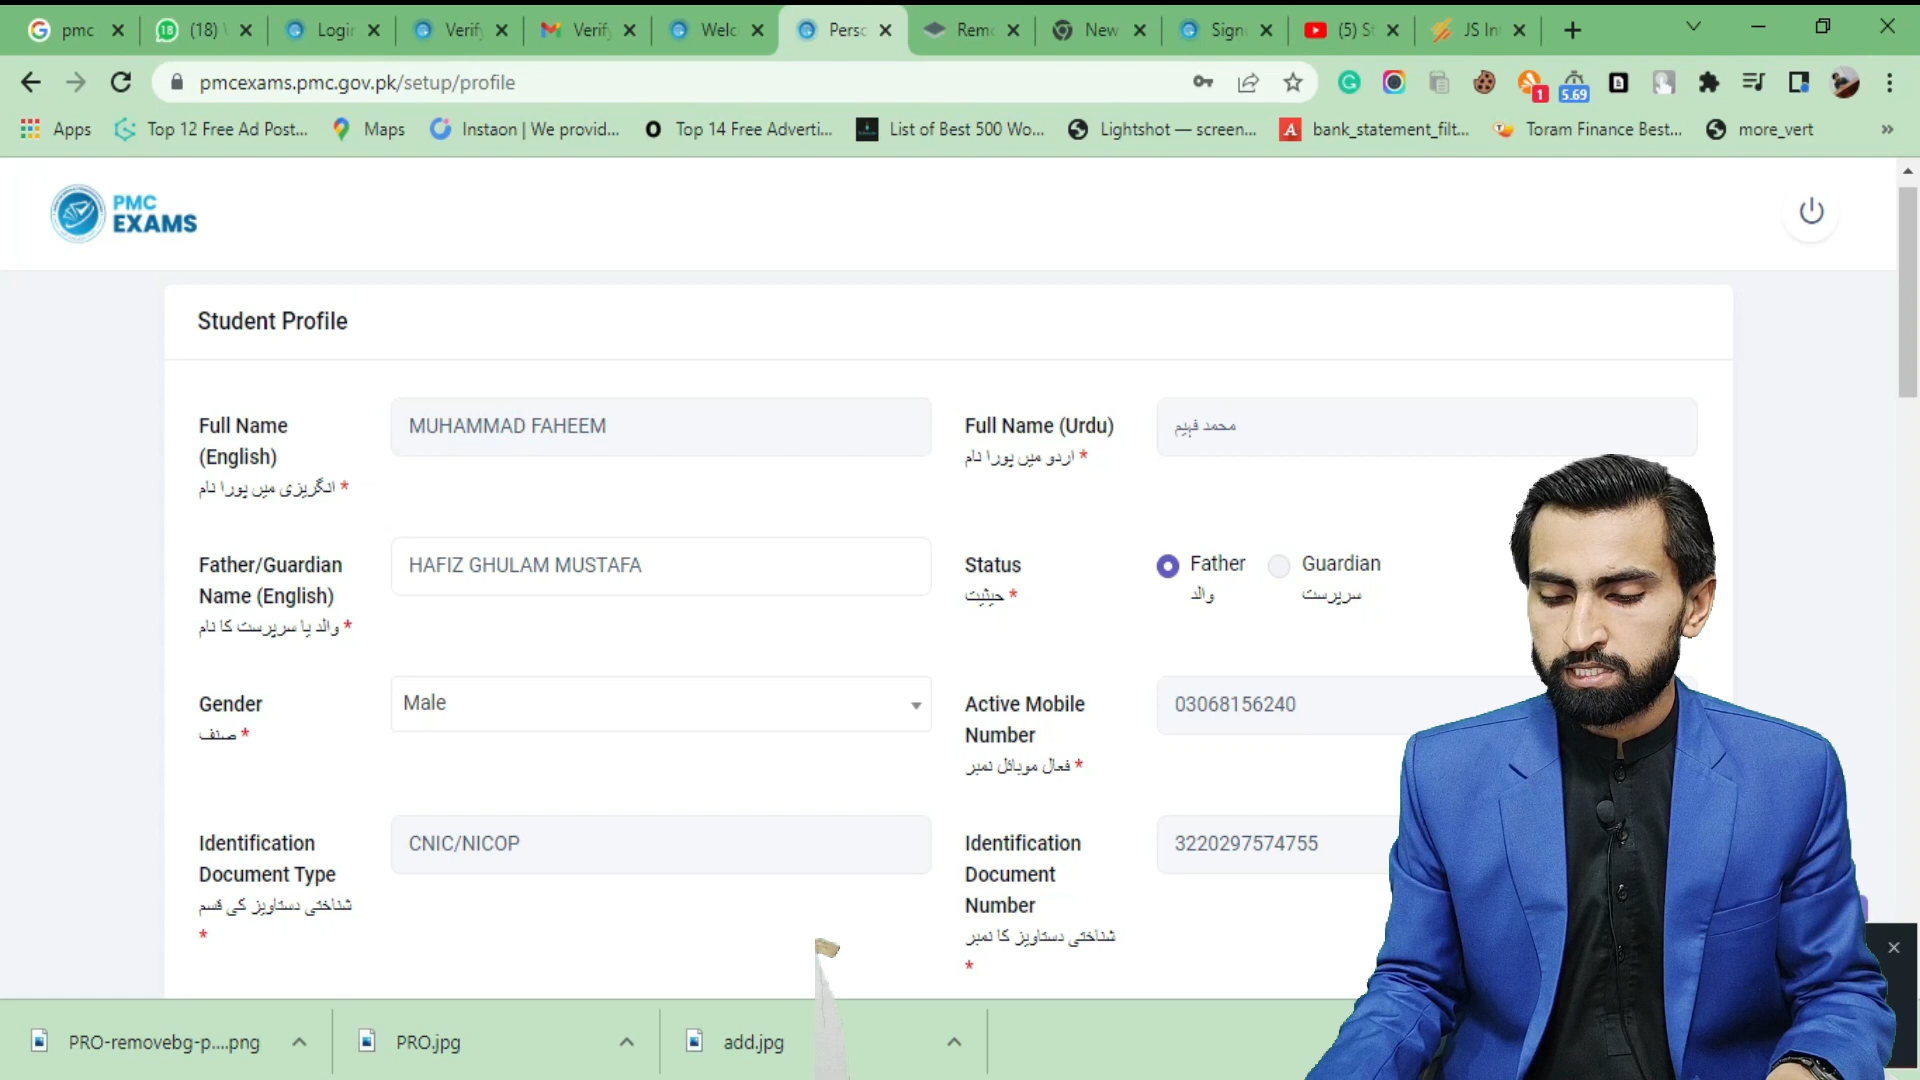 pmc
(18)
Login
Verify
Verify
Welc
Perso
Remo
New
Sign
(5) S
JS In
pmcexams.pmc.gov.pk/setup/profile
1
5.69
Apps
Top 12 Free Ad Post...
Maps
Instaon | We provid...
Top 14 Free Adverti...
List of Best 500 Wo...
Lightshot — screen...
bank_statement_filt...
Toram Finance Best...
more_vert
»
PMC
EXAMS
Student Profile
Full Name
(English)
انگریزی میں پورا نام *
MUHAMMAD FAHEEM
Full Name (Urdu)
اردو میں پورا نام *
محمد فہیم
Father/Guardian
Name (English)
والد یا سرپرست کا نام *
HAFIZ GHULAM MUSTAFA
Status
حیثیت *
Father
والد
Guardian
سرپرست
Gender
صنف *
Male
Active Mobile
Number
فعال موبائل نمبر *
03068156240
Identification
Document Type
شناختی دستاویز کی قسم
*
CNIC/NICOP
Identification
Document
Number
شناختی دستاویز کا نمبر
*
3220297574755
PRO-removebg-p....png
PRO.jpg
add.jpg